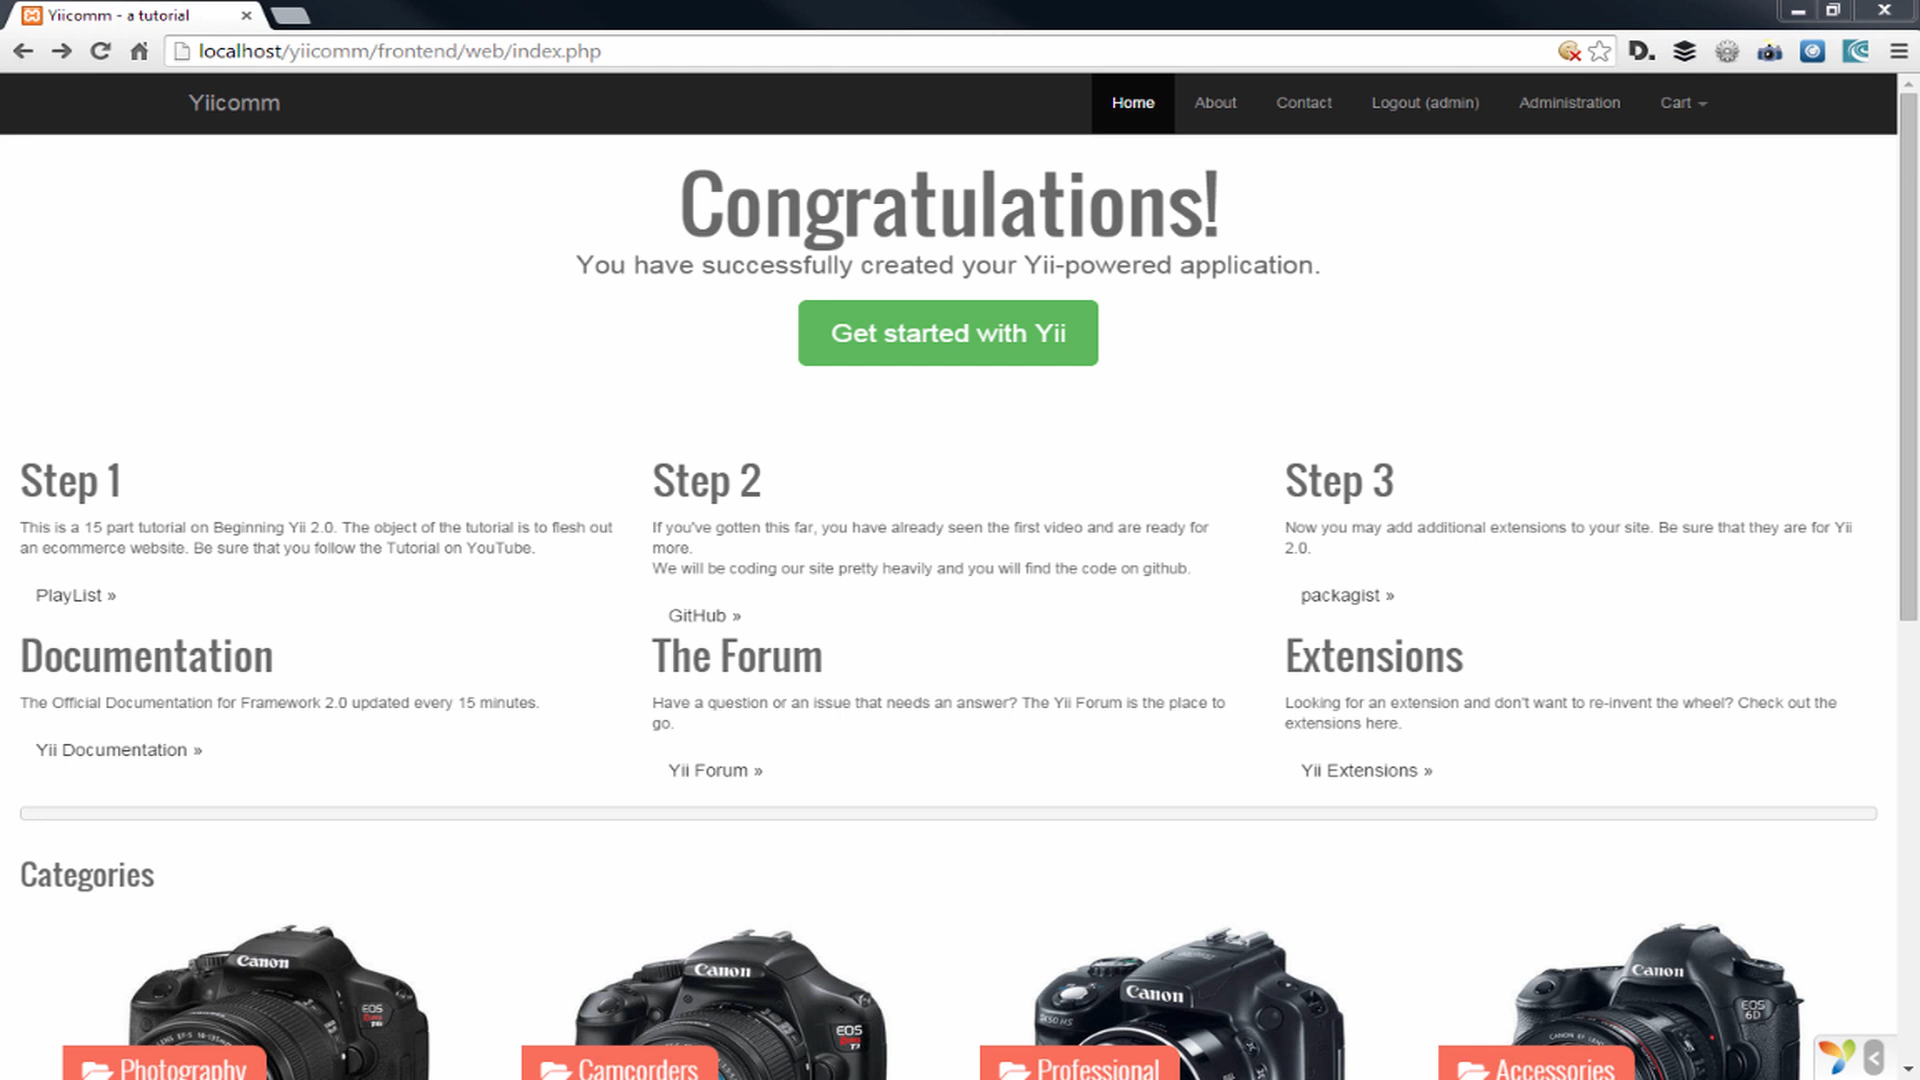 Yiicomm - a tutorial
localhost/yiicomm/frontend/web/index.php
D.
Yiicomm
Home
About
Contact
Logout (admin)
Administration
Cart
Congratulations!
You have successfully created your Yii-powered application.
Get started with Yii
Step 1
This is a 15 part tutorial on Beginning Yii 2.0. The object of the tutorial is to flesh out
an ecommerce website. Be sure that you follow the Tutorial on YouTube.
PlayList »
Step 2
If you've gotten this far, you have already seen the first video and are ready for
more.
We will be coding our site pretty heavily and you will find the code on github.
GitHub »
Step 3
Now you may add additional extensions to your site. Be sure that they are for Yii
2.0.
packagist »
Documentation
The Official Documentation for Framework 2.0 updated every 15 minutes.
Yii Documentation »
The Forum
Have a question or an issue that needs an answer? The Yii Forum is the place to
go.
Yii Forum »
Extensions
Looking for an extension and don't want to re-invent the wheel? Check out the
extensions here.
Yii Extensions »
Categories
Canon
EOS
Photography
Canon
EOS
Camcorders
Canon
SX50 HS
Professional
Canon
EOS
6D
Accessories